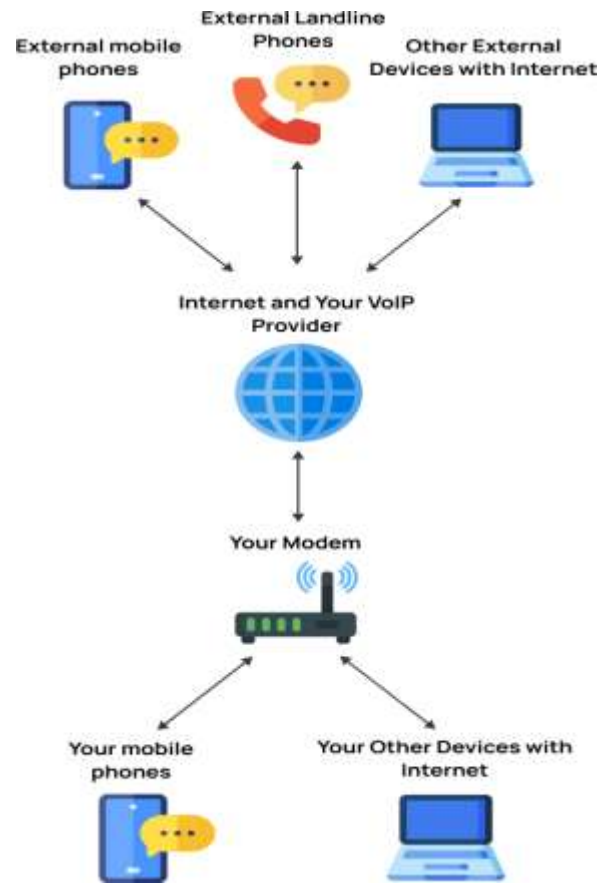 External mobile
phones
External Landline
Phones
Other External
Devices with Internet
Internet and Your VoIP
Provider
Your Modem
Your mobile
phones
Your Other Devices with
Internet